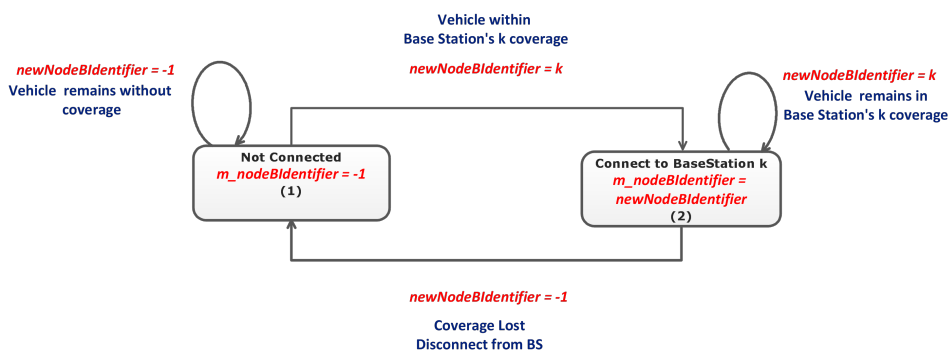 Vehicle within
Base Station's k coverage
newNodeBIdentifier = k
newNodeBIdentifier = -1
Vehicle remains without
coverage
newNodeBIdentifier = k
Vehicle remains in
Base Station's k coverage
Not Connected
m_nodeBIdentifier = -1
(1)
Connect to BaseStation k
m_nodeBIdentifier =
newNodeBIdentifier
(2)
newNodeBIdentifier = -1
Coverage Lost
Disconnect from BS